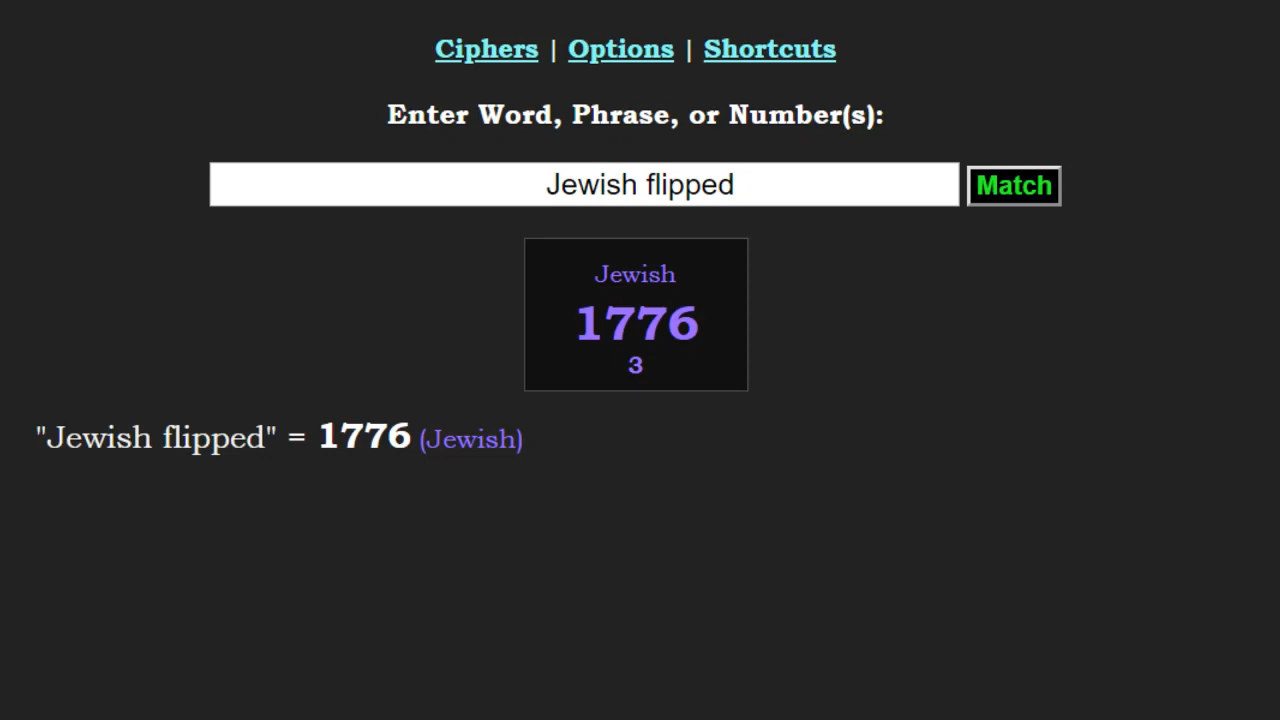 Ciphers | Options | Shortcuts
Enter Word, Phrase, or Number(s):
Jewish flipped Match
Jewish
1776
3
"Jewish flipped" = 1776 (Jewish)